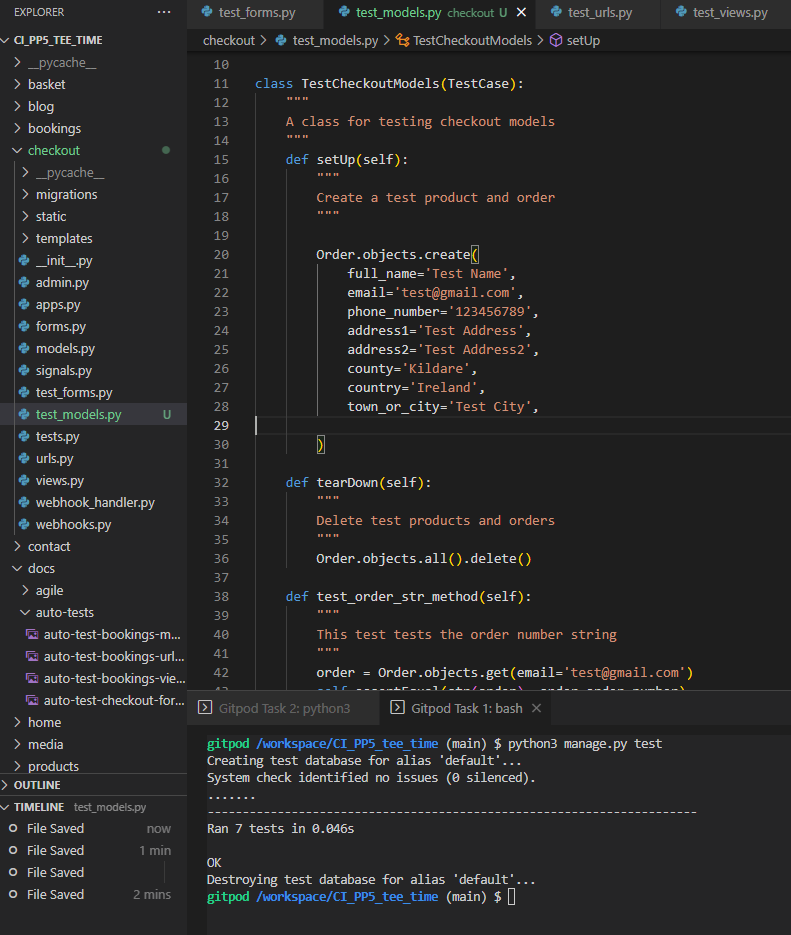 EXPLORER
CI_PP5_TEE_TIME
__pycache__
basket
blog
bookings
checkout
__pycache__
migrations
static
templates
__init__.py
admin.py
apps.py
forms.py
models.py
signals.py
test_forms.py
test_models.py U
tests.py
urls.py
views.py
webhook_handler.py
webhooks.py
contact
docs
agile
auto-tests
auto-test-bookings-m...
auto-test-bookings-url...
auto-test-bookings-vie...
auto-test-checkout-for...
home
media
products
OUTLINE
TIMELINE test_models.py
File Saved now
File Saved 1 min
File Saved
File Saved 2 mins
test_forms.py
test_models.py checkout U
test_urls.py
test_views.py
checkout > test_models.py > TestCheckoutModels > setUp
10
11 class TestCheckoutModels(TestCase):
12 """
13 A class for testing checkout models
14 """
15 def setUp(self):
16 """
17 Create a test product and order
18 """
19
20 Order.objects.create(
21 full_name='Test Name',
22 email='test@gmail.com',
23 phone_number='123456789',
24 address1='Test Address',
25 address2='Test Address2',
26 county='Kildare',
27 country='Ireland',
28 town_or_city='Test City',
29
30 )
31
32 def tearDown(self):
33 """
34 Delete test products and orders
35 """
36 Order.objects.all().delete()
37
38 def test_order_str_method(self):
39 """
40 This test tests the order number string
41 """
42 order = Order.objects.get(email='test@gmail.com')
43 self.assertEqual(str(order), order.order_number)
Gitpod Task 2: python3
Gitpod Task 1: bash
gitpod /workspace/CI_PP5_tee_time (main) $ python3 manage.py test
Creating test database for alias 'default'...
System check identified no issues (0 silenced).
.......
----------------------------------------------------------------------
Ran 7 tests in 0.046s
OK
Destroying test database for alias 'default'...
gitpod /workspace/CI_PP5_tee_time (main) $